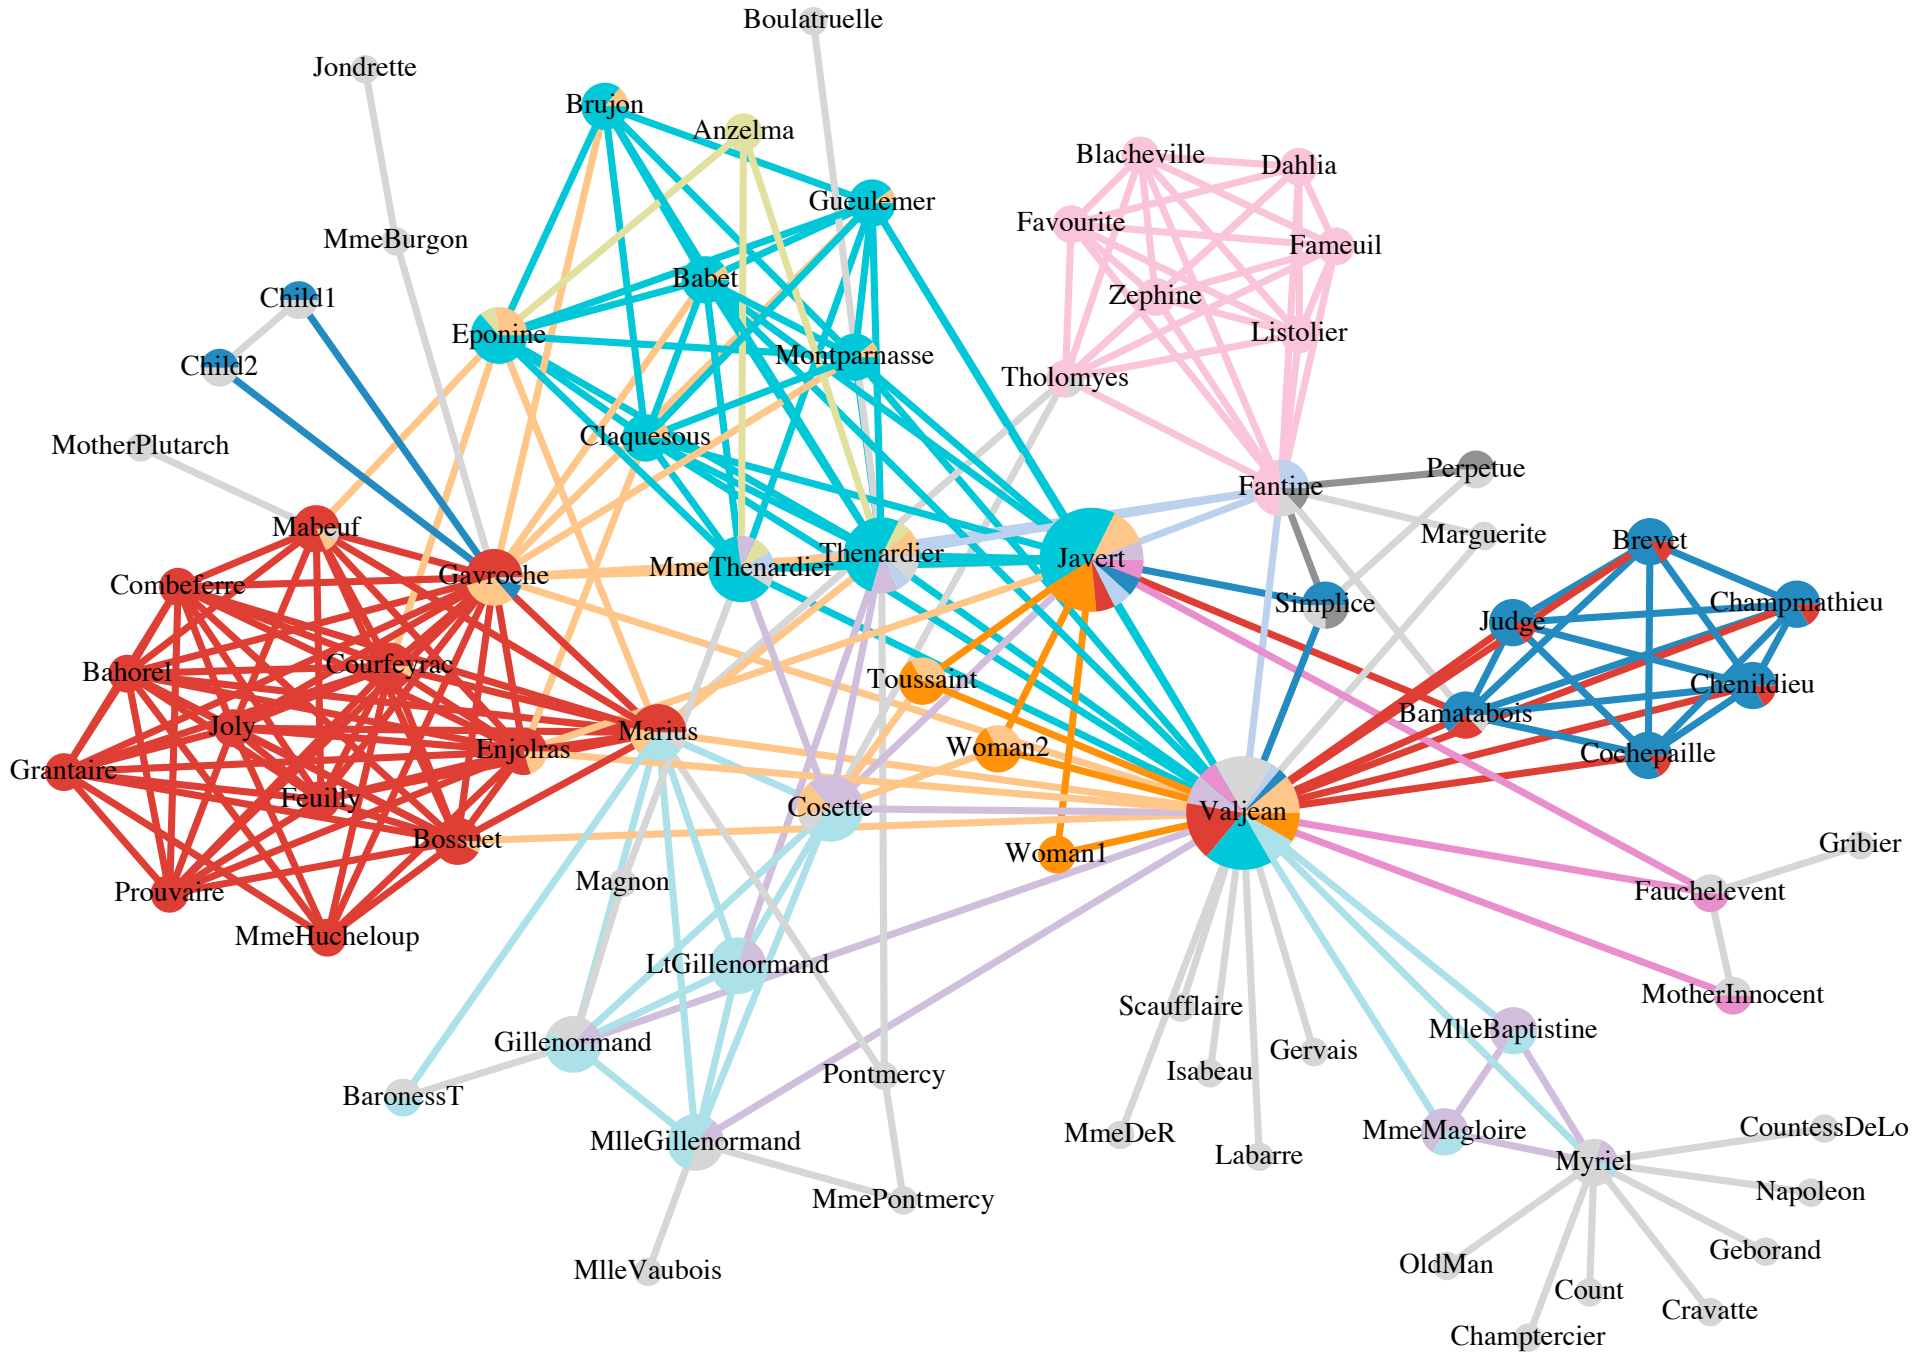 Boulatruelle
Jondrette
Brujon
Anzelma
Blacheville
Dahlia
Gueulemer
Favourite
MmeBurgon
Fameuil
Babet
Child1
Zephine
Eponine
Listolier
Montparnasse
Child2
Tholomyes
Claquesous
MotherPlutarch
Perpetue
Fantine
Mabeuf
Marguerite
Brevet
Thenardier
Javert
MmeThenardier
Gavroche
Combeferre
Simplice
Champmathieu
Judge
Courfeyrac
Bahorel
Toussaint
Chenildieu
Bamatabois
Joly
Marius
Enjolras
Woman2
Cochepaille
Grantaire
Feuilly
Cosette
Valjean
Bossuet
Gribier
Woman1
Magnon
Prouvaire
Fauchelevent
MmeHucheloup
LtGillenormand
MotherInnocent
Scaufflaire
MlleBaptistine
Gillenormand
Gervais
Isabeau
Pontmercy
BaronessT
MmeDeR
MmeMagloire
CountessDeLo
MlleGillenormand
Labarre
Myriel
Napoleon
MmePontmercy
Geborand
OldMan
MlleVaubois
Count
Cravatte
Champtercier